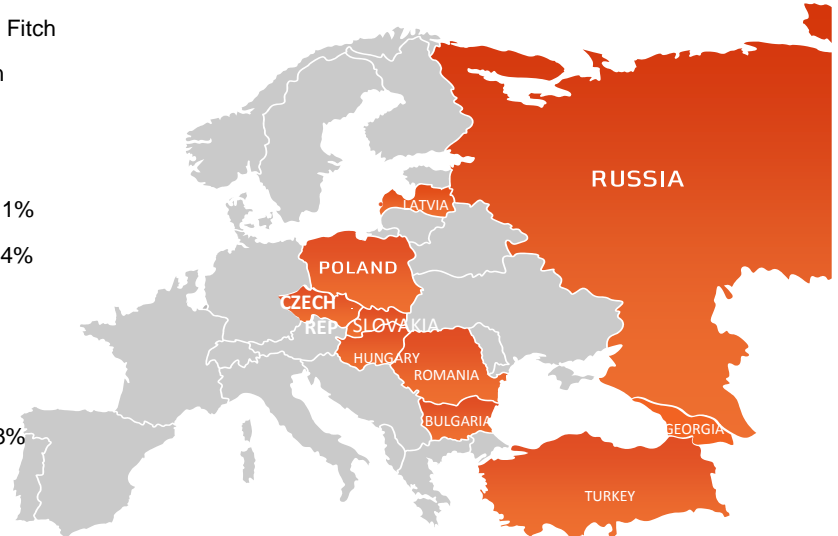 Fitch
1%
4%
RUSSIA
LATVIA
POLAND
CZECH
REP
SLOVAKIA
HUNGARY
ROMANIA
BULGARIA
GEORGIA
TURKEY